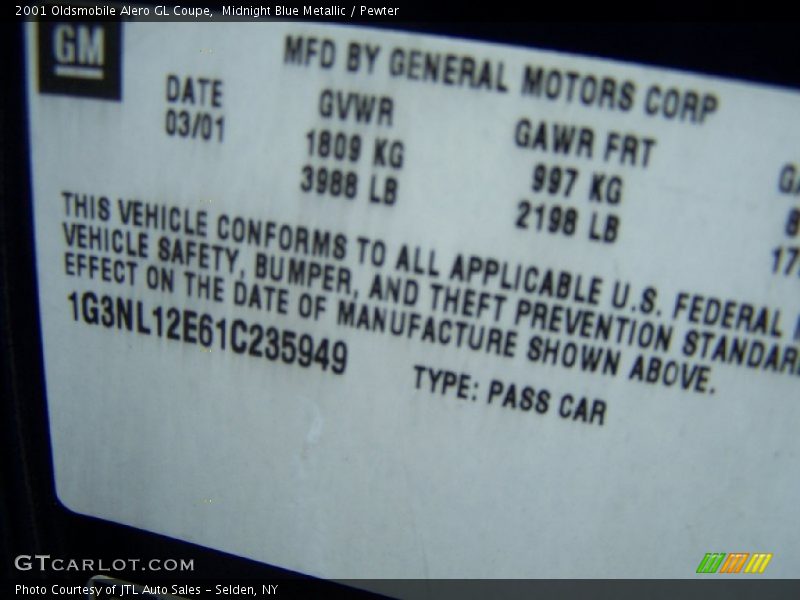 2001 Oldsmobile Alero GL Coupe, Midnight Blue Metallic / Pewter
GM
MFD BY GENERAL MOTORS CORP
DATE GVWR GAWR FRT
03/01 1809 KG 997 KG
3988 LB 2198 LB
THIS VEHICLE CONFORMS TO ALL APPLICABLE U.S. FEDERAL
VEHICLE SAFETY, BUMPER, AND THEFT PREVENTION
EFFECT ON THE DATE OF MANUFACTURE SHOWN ABOVE.
1G3NL12E61C235949 TYPE: PASS CAR
GTCARLOT.COM
Photo Courtesy of JTL Auto Sales - Selden, NY